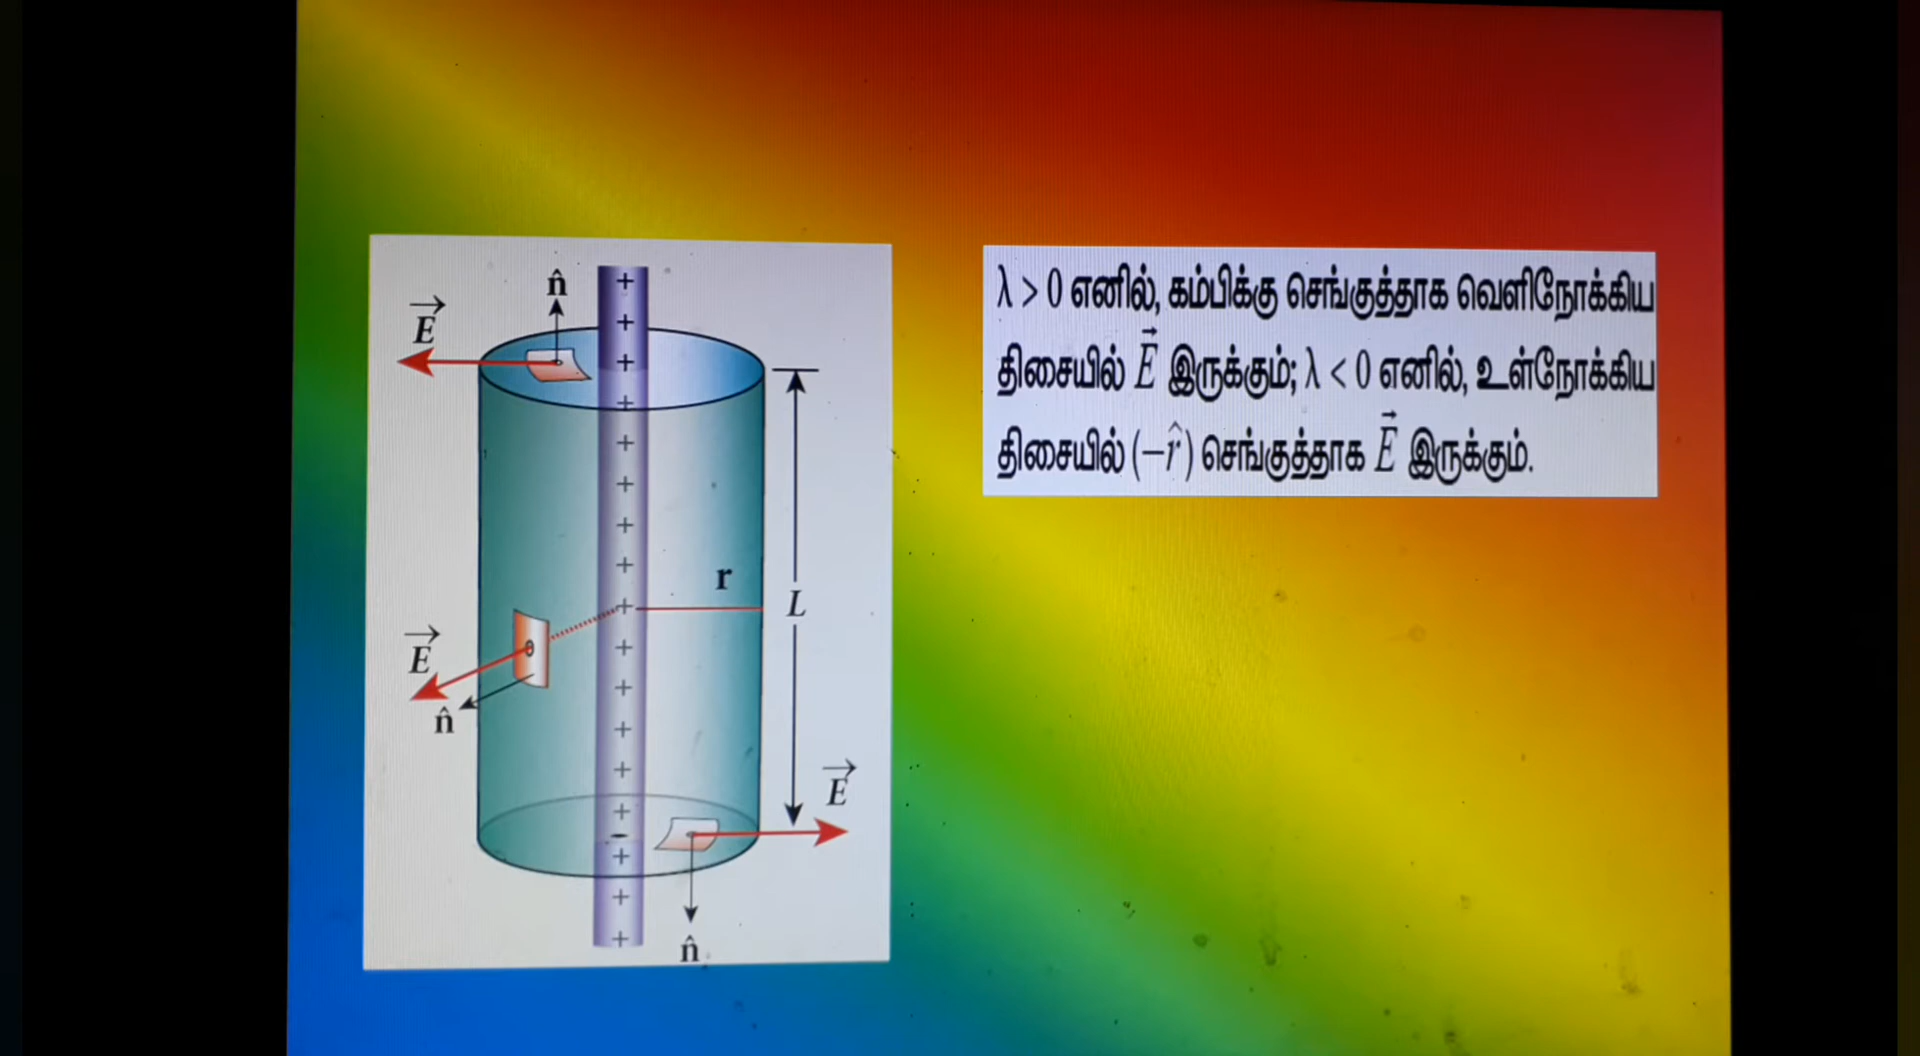 n̂
E⃗
r
L
E⃗
n̂
E⃗
n̂
λ > 0 எனில், கம்பிக்கு செங்குத்தாக வெளிநோக்கிய
திசையில் E⃗ இருக்கும்; λ < 0 எனில், உள்நோக்கிய
திசையில் (−r̂) செங்குத்தாக E⃗ இருக்கும்.